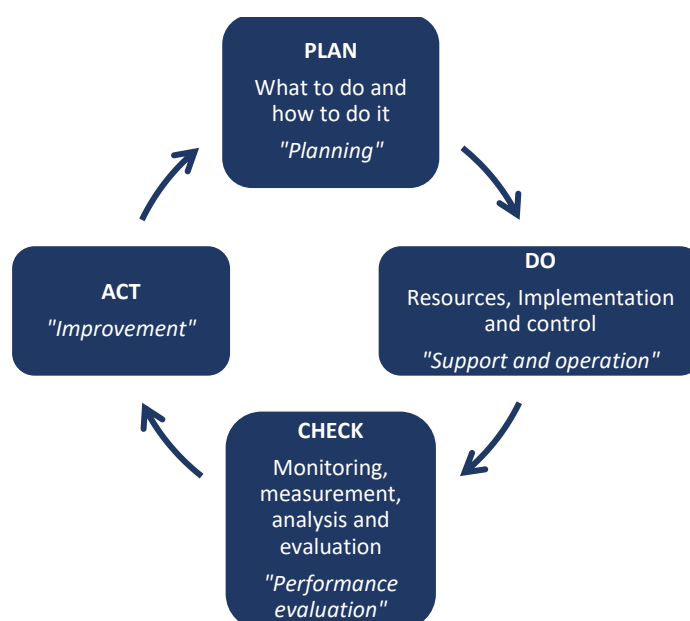 PLAN
What to do and
how to do it
"Planning"
DO
Resources, Implementation
and control
"Support and operation"
CHECK
Monitoring,
measurement,
analysis and
evaluation
"Performance
evaluation"
ACT
"Improvement"